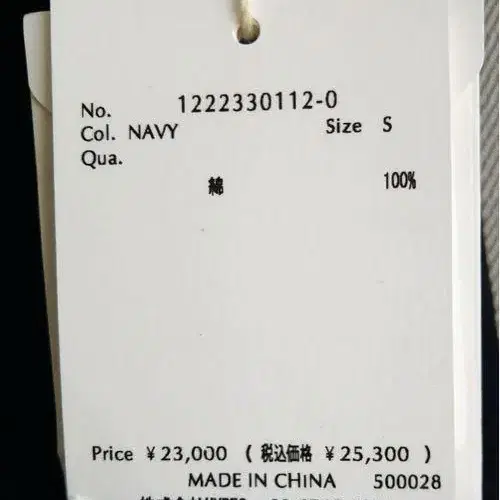 No. 1222330112-0
Col. NAVY Size S
Qua.
綿 100%
Price ¥23,000 ( 税込価格 ¥25,300 )
MADE IN CHINA 500028